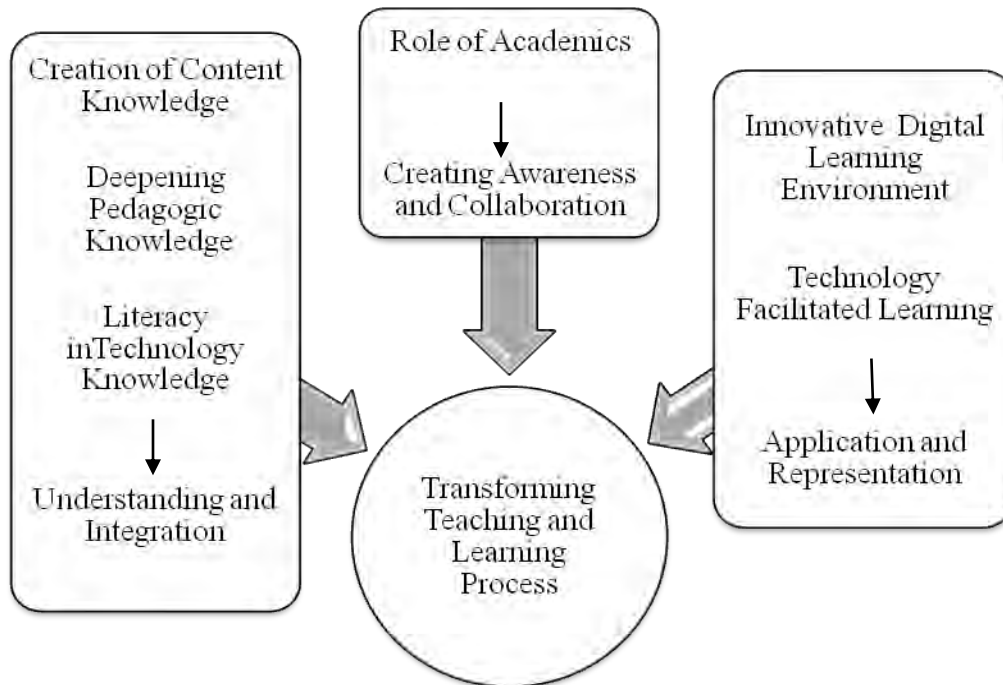 Creation of Content
Knowledge
Deepening
Pedagogic
Knowledge
Literacy
inTechnology
Knowledge
Understanding and
Integration
Role of Academics
Creating Awareness
and Collaboration
Innovative Digital
Learning
Environment
Technology
Facilitated Learning
Application and
Representation
Transforming
Teaching and
Learning
Process